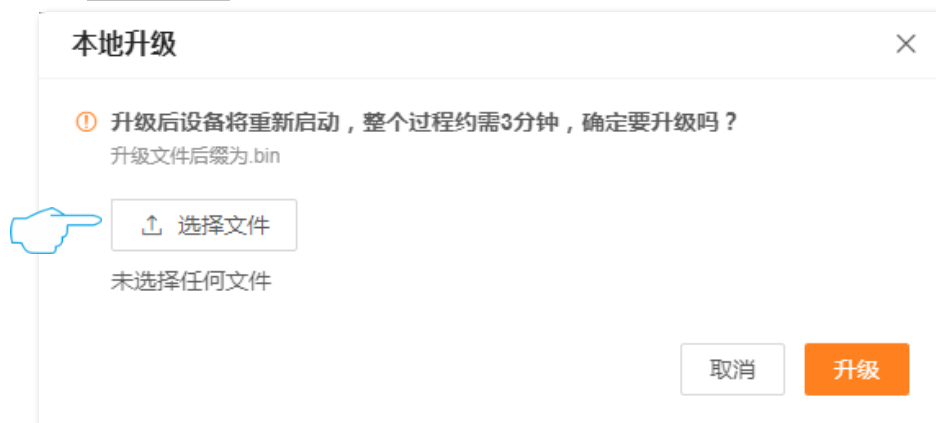 本地升级
升级后设备将重新启动，整个过程约需3分钟，确定要升级吗？
升级文件后缀为.bin
选择文件
未选择任何文件
取消
升级